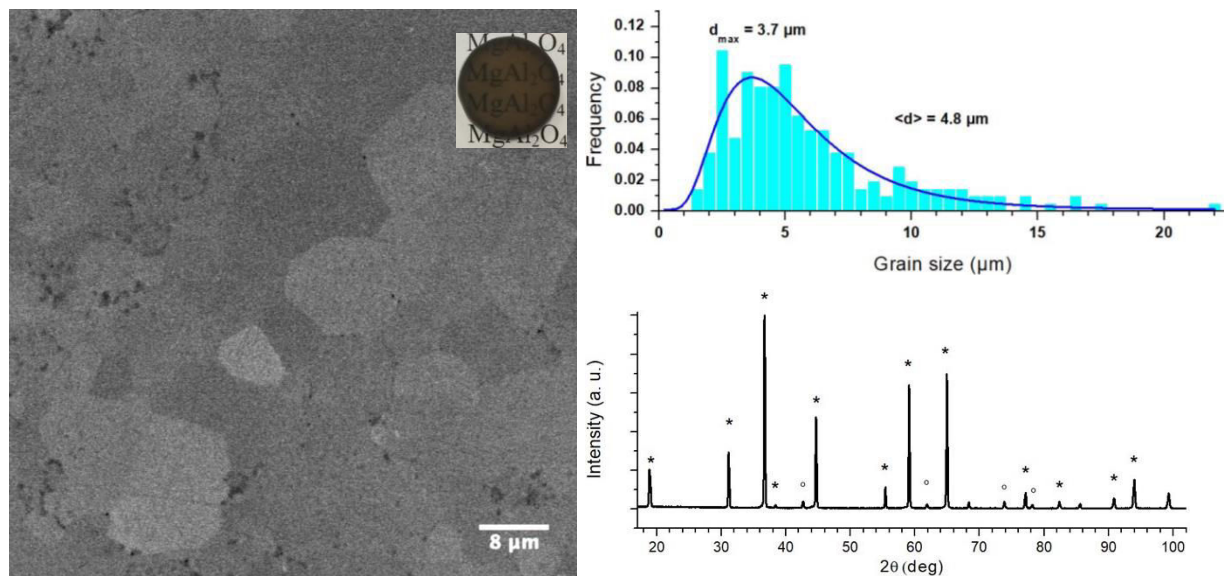 MgAl₂O₄
MgAl₂O₄
MgAl₂O₄
MgAl₂O₄
8 µm
0.12
0.10
0.08
0.06
0.04
0.02
0.00
Frequency
d_max = 3.7 µm
<d> = 4.8 µm
0 5 10 15 20
Grain size (µm)
Intensity (a. u.)
* * * * ° * * * * ° ° * ° * * *
20 30 40 50 60 70 80 90 100
2θ (deg)